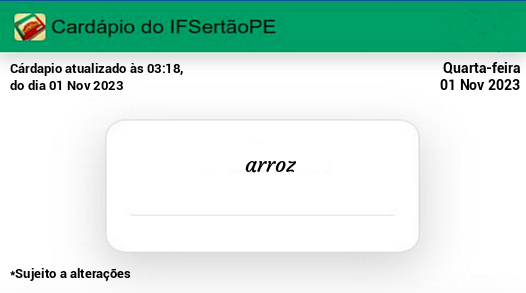 Cardápio do IFSertãoPE
Cárdapio atualizado às 03:18,
do dia 01 Nov 2023
Quarta-feira
01 Nov 2023
arroz
*Sujeito a alterações